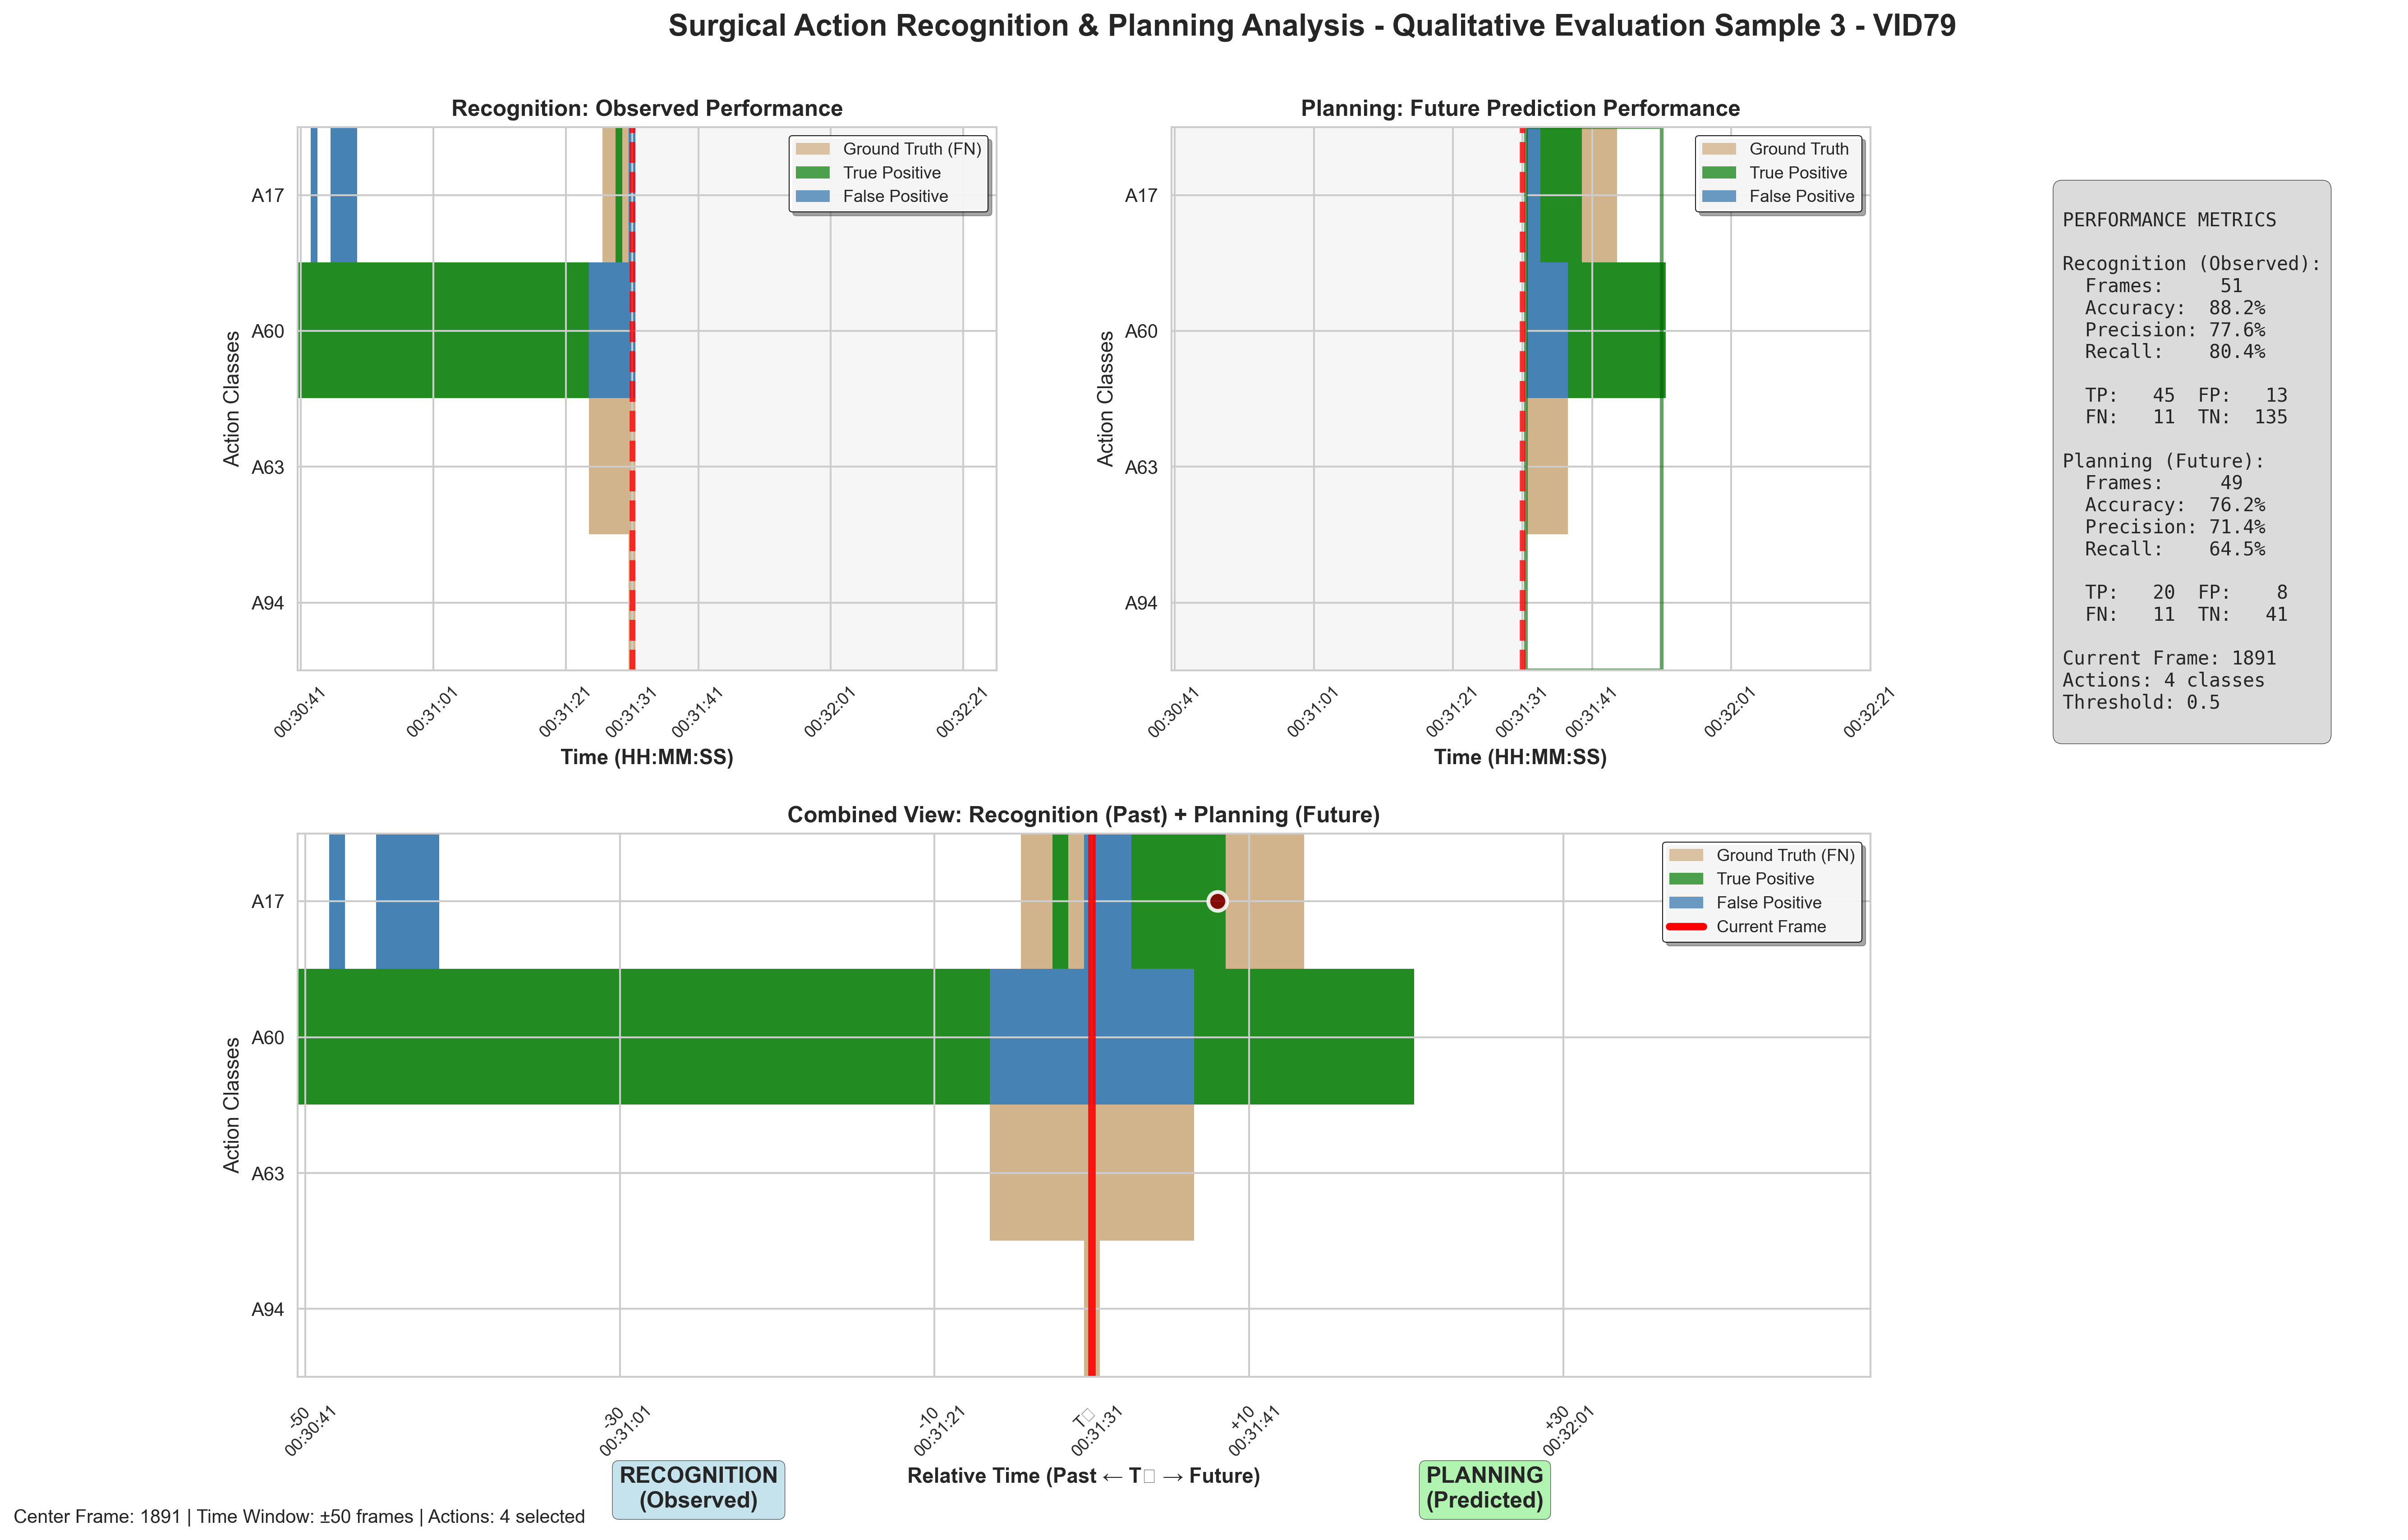 Surgical Action Recognition & Planning Analysis - Qualitative Evaluation Sample 3 - VID79
Recognition: Observed Performance
Ground Truth (FN)
True Positive
False Positive
Action Classes
A17
A60
A63
A94
00:30:41
00:31:01
00:31:21
00:31:31
00:31:41
00:32:01
00:32:21
Time (HH:MM:SS)
Planning: Future Prediction Performance
Ground Truth
True Positive
False Positive
Action Classes
A17
A60
A63
A94
00:30:41
00:31:01
00:31:21
00:31:31
00:31:41
00:32:01
00:32:21
Time (HH:MM:SS)
PERFORMANCE METRICS
Recognition (Observed):
Frames: 51
Accuracy: 88.2%
Precision: 77.6%
Recall: 80.4%
TP: 45 FP: 13
FN: 11 TN: 135
Planning (Future):
Frames: 49
Accuracy: 76.2%
Precision: 71.4%
Recall: 64.5%
TP: 20 FP: 8
FN: 11 TN: 41
Current Frame: 1891
Actions: 4 classes
Threshold: 0.5
Combined View: Recognition (Past) + Planning (Future)
Ground Truth (FN)
True Positive
False Positive
Current Frame
Action Classes
A17
A60
A63
A94
-50
00:30:41
-30
00:31:01
-10
00:31:21
T□
00:31:31
+10
00:31:41
+30
00:32:01
Relative Time (Past ← T□ → Future)
RECOGNITION
(Observed)
PLANNING
(Predicted)
Center Frame: 1891 | Time Window: ±50 frames | Actions: 4 selected